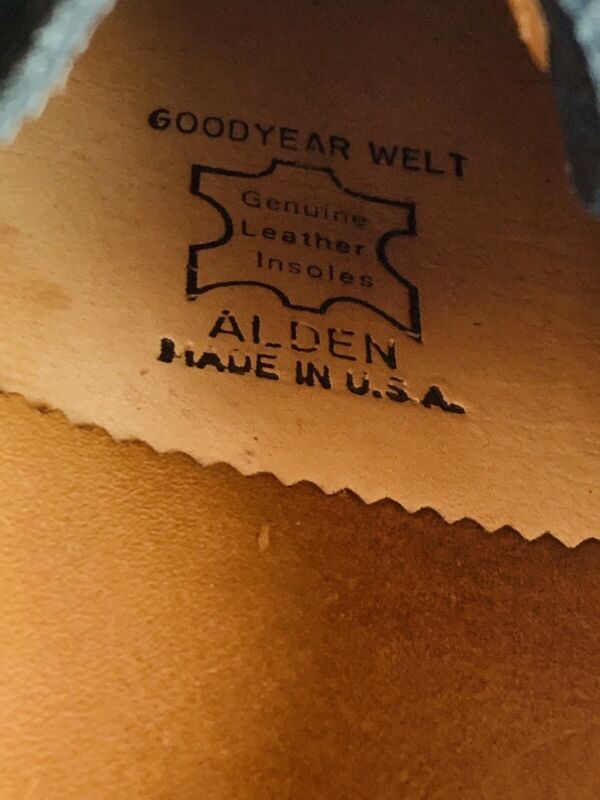 GOODYEAR WELT
Genuine
Leather
Insoles
ALDEN
MADE IN U.S.A.